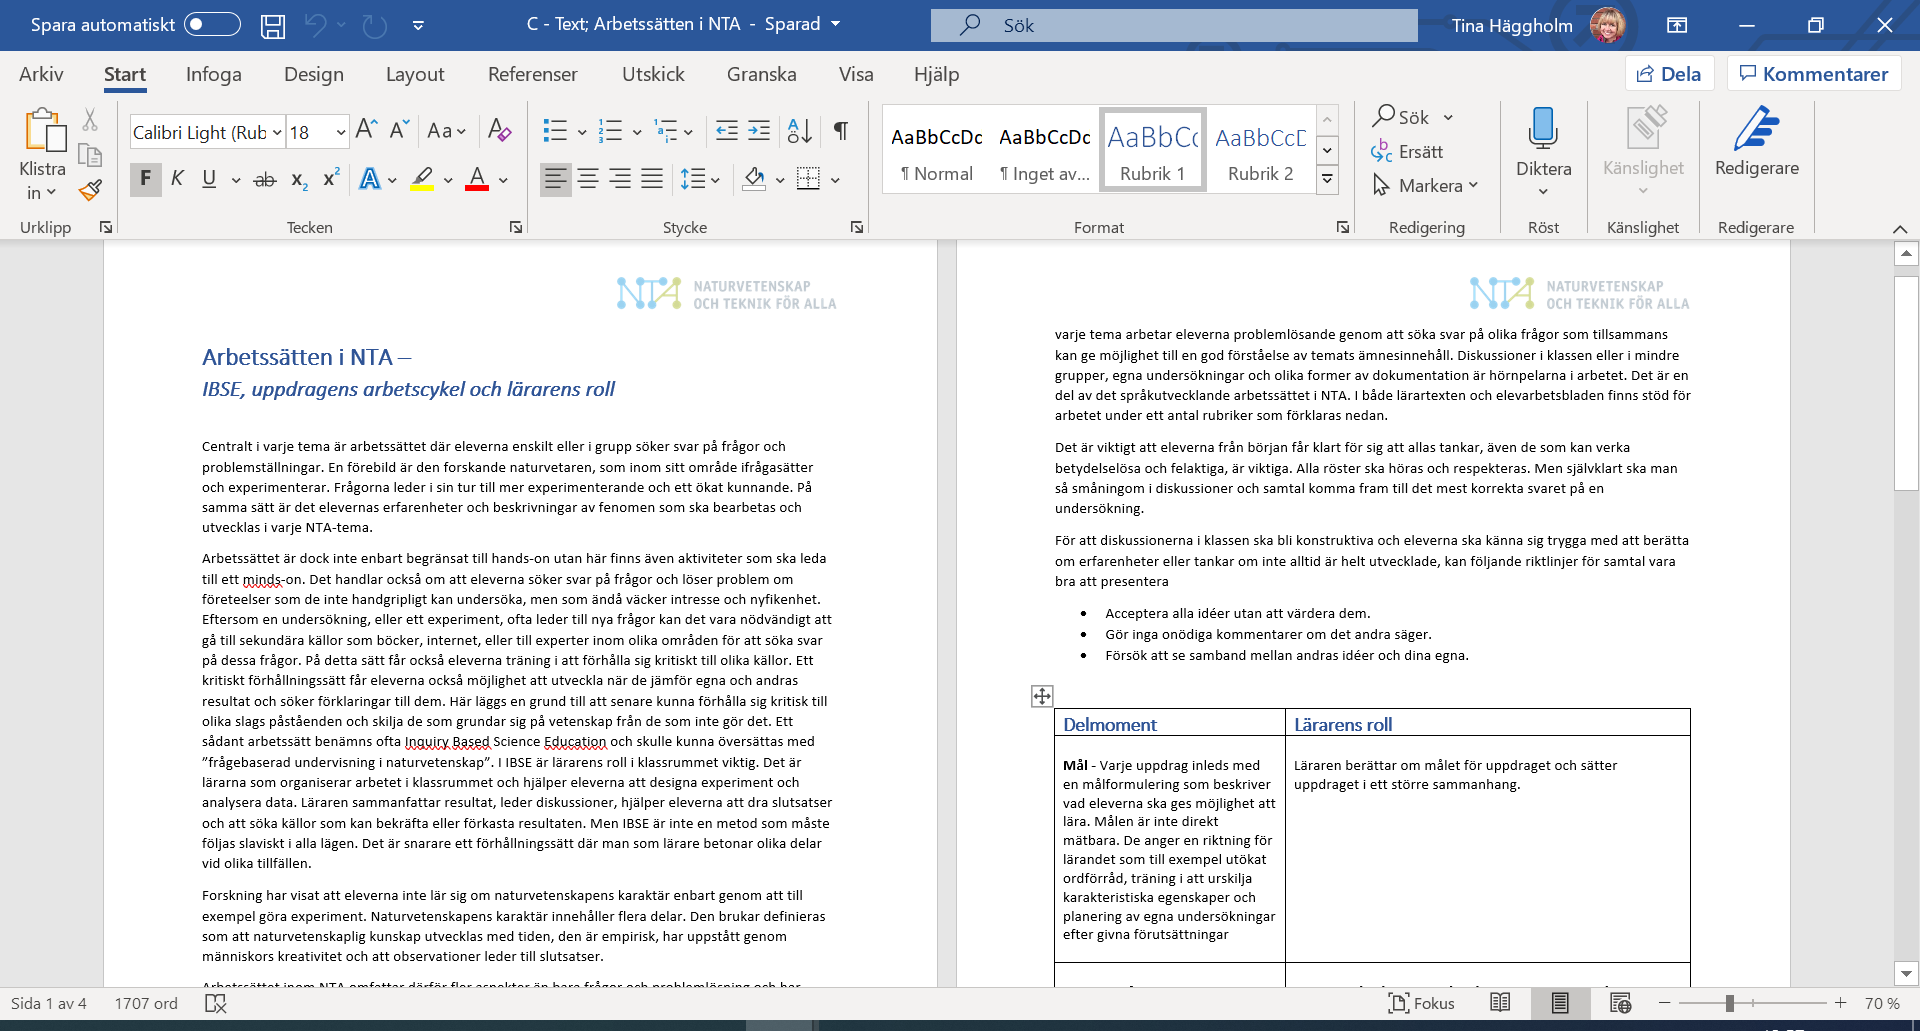 Spara automatiskt
C - Text; Arbetssätten i NTA - Sparad
Sök
Tina Häggholm
Arkiv Start Infoga Design Layout Referenser Utskick Granska Visa Hjälp
Dela Kommentarer
Klistra in
Urklipp
Calibri Light (Rub 18
Aa
F K U ab x2 x2 A A
Tecken
Stycke
AaBbCcDc AaBbCcDc AaBbCc AaBbCcD
¶ Normal ¶ Inget av... Rubrik 1 Rubrik 2
Format
Sök
Ersätt
Markera
Redigering
Diktera
Röst
Känslighet
Känslighet
Redigerare
Redigerare
NTA NATURVETENSKAP
OCH TEKNIK FÖR ALLA
Arbetssätten i NTA –
IBSE, uppdragens arbetscykel och lärarens roll
Centralt i varje tema är arbetssättet där eleverna enskilt eller i grupp söker svar på frågor och
problemställningar. En förebild är den forskande naturvetaren, som inom sitt område ifrågasätter
och experimenterar. Frågorna leder i sin tur till mer experimenterande och ett ökat kunnande. På
samma sätt är det elevernas erfarenheter och beskrivningar av fenomen som ska bearbetas och
utvecklas i varje NTA-tema.
Arbetssättet är dock inte enbart begränsat till hands-on utan här finns även aktiviteter som ska leda
till ett minds-on. Det handlar också om att eleverna söker svar på frågor och löser problem om
företeelser som de inte handgripligt kan undersöka, men som ändå väcker intresse och nyfikenhet.
Eftersom en undersökning, eller ett experiment, ofta leder till nya frågor kan det vara nödvändigt att
gå till sekundära källor som böcker, internet, eller till experter inom olika områden för att söka svar
på dessa frågor. På detta sätt får också eleverna träning i att förhålla sig kritiskt till olika källor. Ett
kritiskt förhållningssätt får eleverna också möjlighet att utveckla när de jämför egna och andras
resultat och söker förklaringar till dem. Här läggs en grund till att senare kunna förhålla sig kritisk till
olika slags påståenden och skilja de som grundar sig på vetenskap från de som inte gör det. Ett
sådant arbetssätt benämns ofta Inquiry Based Science Education och skulle kunna översättas med
”frågebaserad undervisning i naturvetenskap”. I IBSE är lärarens roll i klassrummet viktig. Det är
lärarna som organiserar arbetet i klassrummet och hjälper eleverna att designa experiment och
analysera data. Läraren sammanfattar resultat, leder diskussioner, hjälper eleverna att dra slutsatser
och att söka källor som kan bekräfta eller förkasta resultaten. Men IBSE är inte en metod som måste
följas slaviskt i alla lägen. Det är snarare ett förhållningssätt där man som lärare betonar olika delar
vid olika tillfällen.
Forskning har visat att eleverna inte lär sig om naturvetenskapens karaktär enbart genom att till
exempel göra experiment. Naturvetenskapens karaktär innehåller flera delar. Den brukar definieras
som att naturvetenskaplig kunskap utvecklas med tiden, den är empirisk, har uppstått genom
människors kreativitet och att observationer leder till slutsatser.
Arbetssättet inom NTA omfattar därför fler aspekter än bara frågor och problemlösning och har
NTA NATURVETENSKAP
OCH TEKNIK FÖR ALLA
varje tema arbetar eleverna problemlösande genom att söka svar på olika frågor som tillsammans
kan ge möjlighet till en god förståelse av temats ämnesinnehåll. Diskussioner i klassen eller i mindre
grupper, egna undersökningar och olika former av dokumentation är hörnpelarna i arbetet. Det är en
del av det språkutvecklande arbetssättet i NTA. I både lärartexten och elevarbetsbladen finns stöd för
arbetet under ett antal rubriker som förklaras nedan.
Det är viktigt att eleverna från början får klart för sig att allas tankar, även de som kan verka
betydelselösa och felaktiga, är viktiga. Alla röster ska höras och respekteras. Men självklart ska man
så småningom i diskussioner och samtal komma fram till det mest korrekta svaret på en
undersökning.
För att diskussionerna i klassen ska bli konstruktiva och eleverna ska känna sig trygga med att berätta
om erfarenheter eller tankar om inte alltid är helt utvecklade, kan följande riktlinjer för samtal vara
bra att presentera
• Acceptera alla idéer utan att värdera dem.
• Gör inga onödiga kommentarer om det andra säger.
• Försök att se samband mellan andras idéer och dina egna.
Delmoment Lärarens roll
Mål - Varje uppdrag inleds med
en målformulering som beskriver
vad eleverna ska ges möjlighet att
lära. Målen är inte direkt
mätbara. De anger en riktning för
lärandet som till exempel utökat
ordförråd, träning i att urskilja
karakteristiska egenskaper och
planering av egna undersökningar
efter givna förutsättningar
Läraren berättar om målet för uppdraget och sätter
uppdraget i ett större sammanhang.
Sida 1 av 4 1707 ord
Fokus
70 %